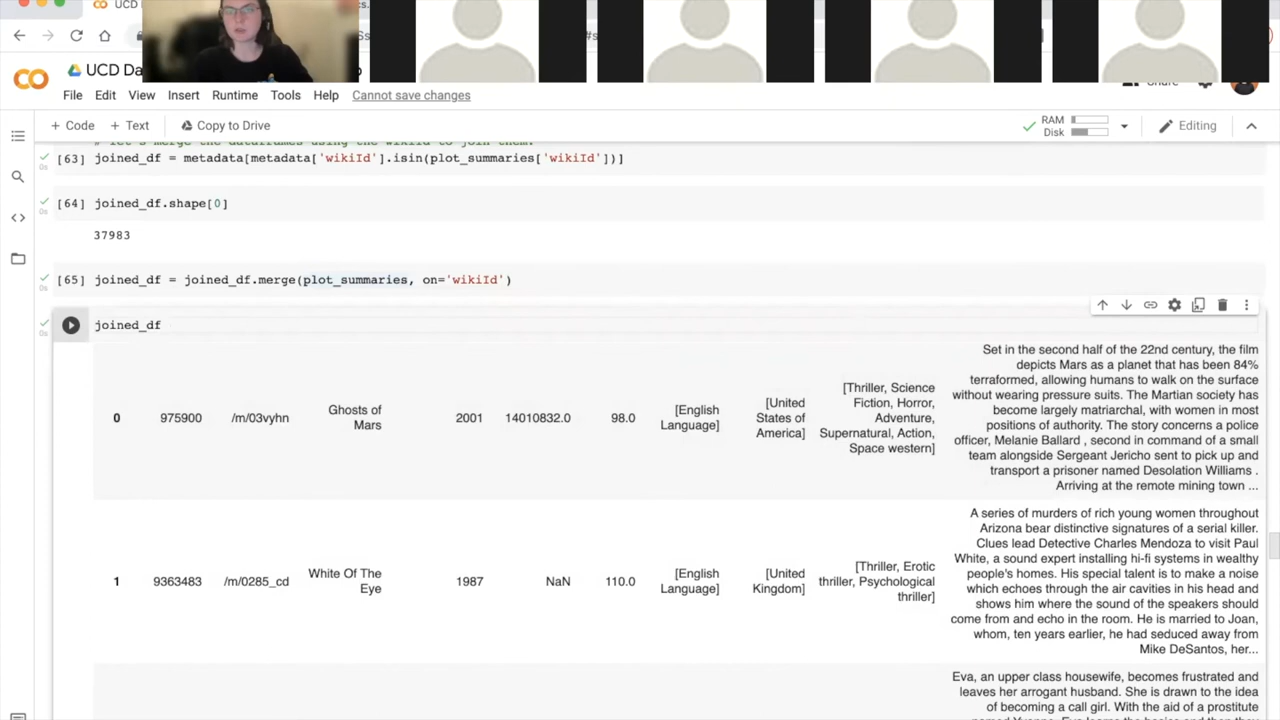 UCD
UCD Da
File Edit View Insert Runtime Tools Help Cannot save changes
+ Code + Text Copy to Drive
RAM
Disk
Editing
# let's merge the dataframes using the wikiId to join them.
[63] joined_df = metadata[metadata['wikiId'].isin(plot_summaries['wikiId'])]
0s
[64] joined_df.shape[0]
0s
37983
[65] joined_df = joined_df.merge(plot_summaries, on='wikiId')
0s
joined_df
0s
0 975900 /m/03vyhn Ghosts of Mars 2001 14010832.0 98.0 [English Language] [United States of America] [Thriller, Science Fiction, Horror, Adventure, Supernatural, Action, Space western]
Set in the second half of the 22nd century, the film
depicts Mars as a planet that has been 84%
terraformed, allowing humans to walk on the surface
without wearing pressure suits. The Martian society has
become largely matriarchal, with women in most
positions of authority. The story concerns a police
officer, Melanie Ballard , second in command of a small
team alongside Sergeant Jericho sent to pick up and
transport a prisoner named Desolation Williams .
Arriving at the remote mining town ...
1 9363483 /m/0285_cd White Of The Eye 1987 NaN 110.0 [English Language] [United Kingdom] [Thriller, Erotic thriller, Psychological thriller]
A series of murders of rich young women throughout
Arizona bear distinctive signatures of a serial killer.
Clues lead Detective Charles Mendoza to visit Paul
White, a sound expert installing hi-fi systems in wealthy
people's homes. His special talent is to make a noise
which echoes through the air cavities in his head and
shows him where the sound of the speakers should
come from and echo in the room. He is married to Joan,
whom, ten years earlier, he had seduced away from
Mike DeSantos, her...
Eva, an upper class housewife, becomes frustrated and
leaves her arrogant husband. She is drawn to the idea
of becoming a call girl. With the aid of a prostitute